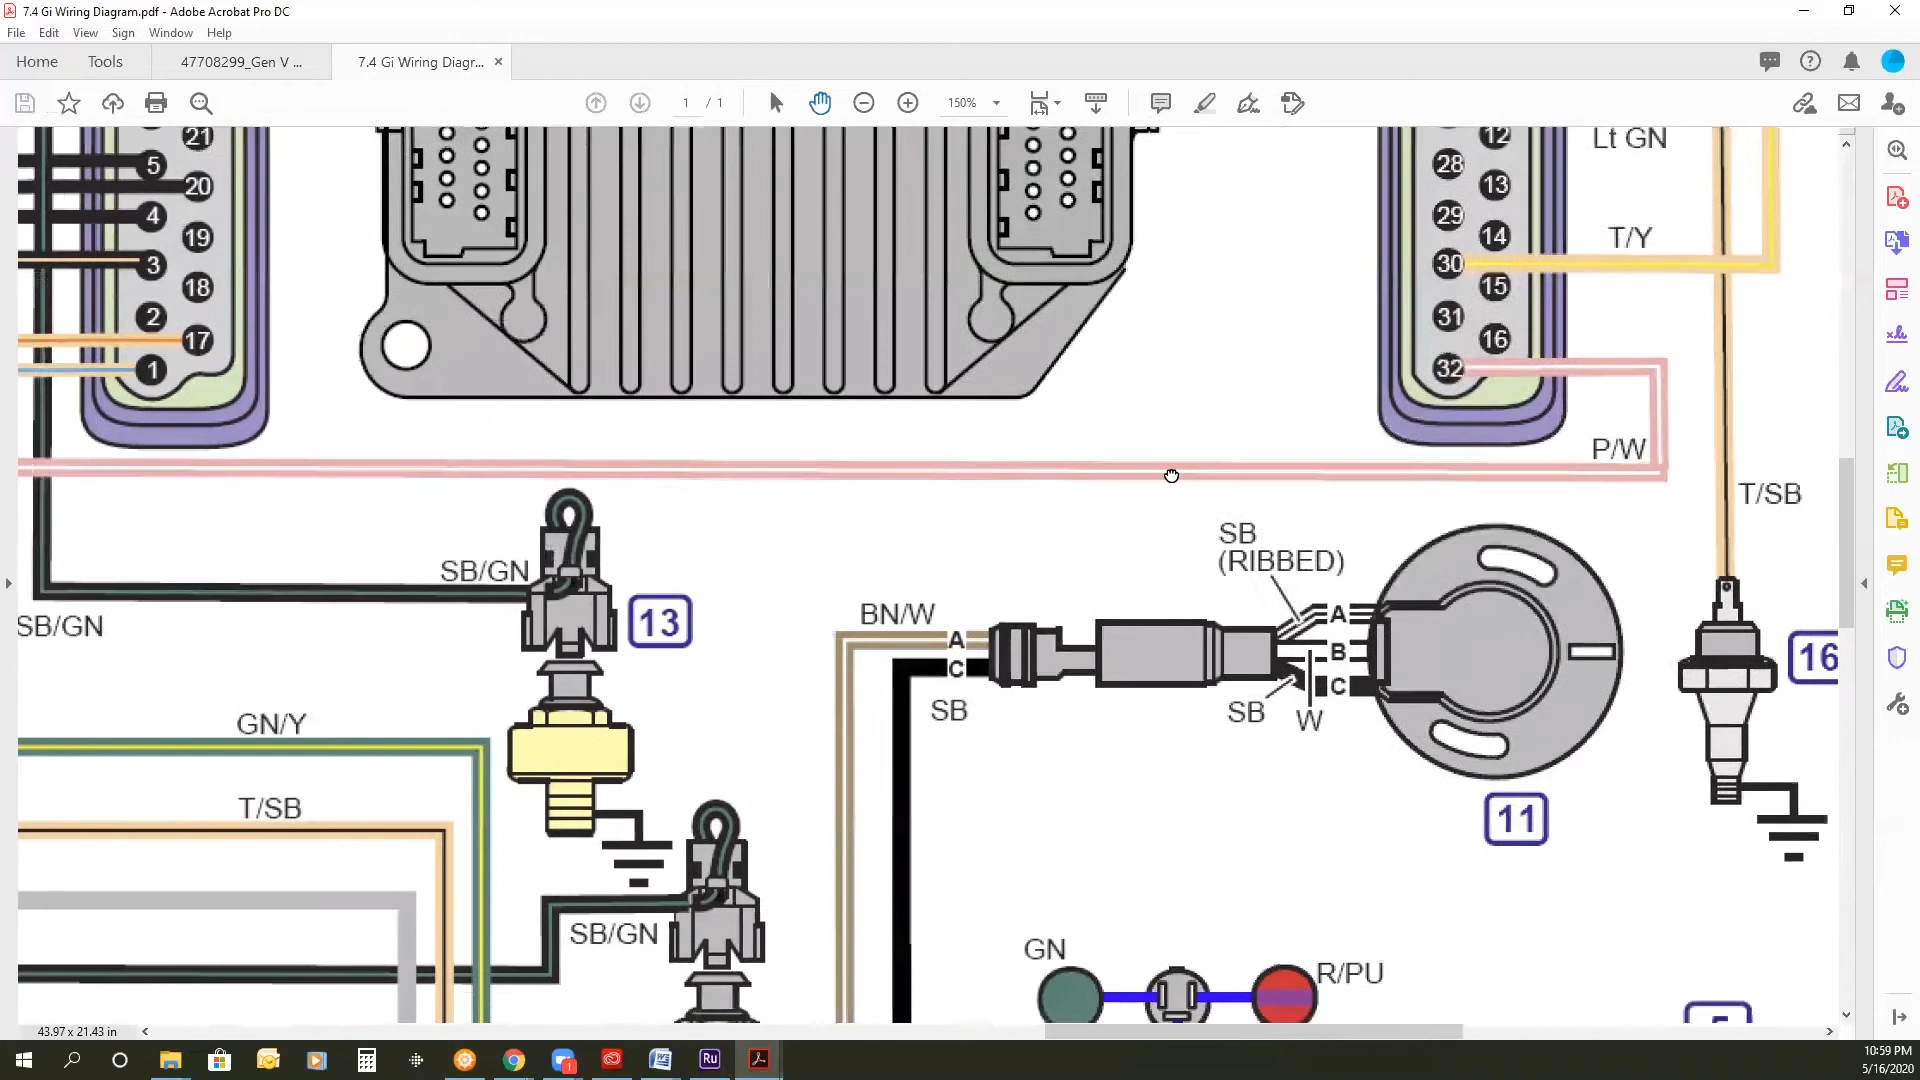 7.4 Gi Wiring Diagram.pdf - Adobe Acrobat Pro DC
File Edit View Sign Window Help
Home Tools 47708299_Gen V ... 7.4 Gi Wiring Diagr... ×
1 / 1 150%
21
5
20
4
19
3
18
2
17
1
12
28
13
29
14
30
15
31
16
32
Lt GN
T/Y
P/W
T/SB
SB/GN
SB/GN
13
SB
(RIBBED)
BN/W
A
C
SB
A
B
C
SB
W
16
11
GN/Y
T/SB
SB/GN
GN
R/PU
43.97 x 21.43 in
1
Ru
10:59 PM
5/16/2020